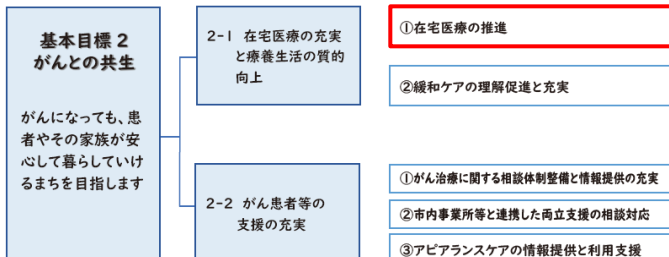 基本目標2
がんとの共生
がんになっても、患
者やその家族が安
心して暮らしていけ
るまちを目指します
2-1 在宅医療の充実
と療養生活の質的
向上
①在宅医療の推進
②緩和ケアの理解促進と充実
2-2 がん患者等の
支援の充実
①がん治療に関する相談体制整備と情報提供の充実
②市内事業所等と連携した両立支援の相談対応
③アピアランスケアの情報提供と利用支援